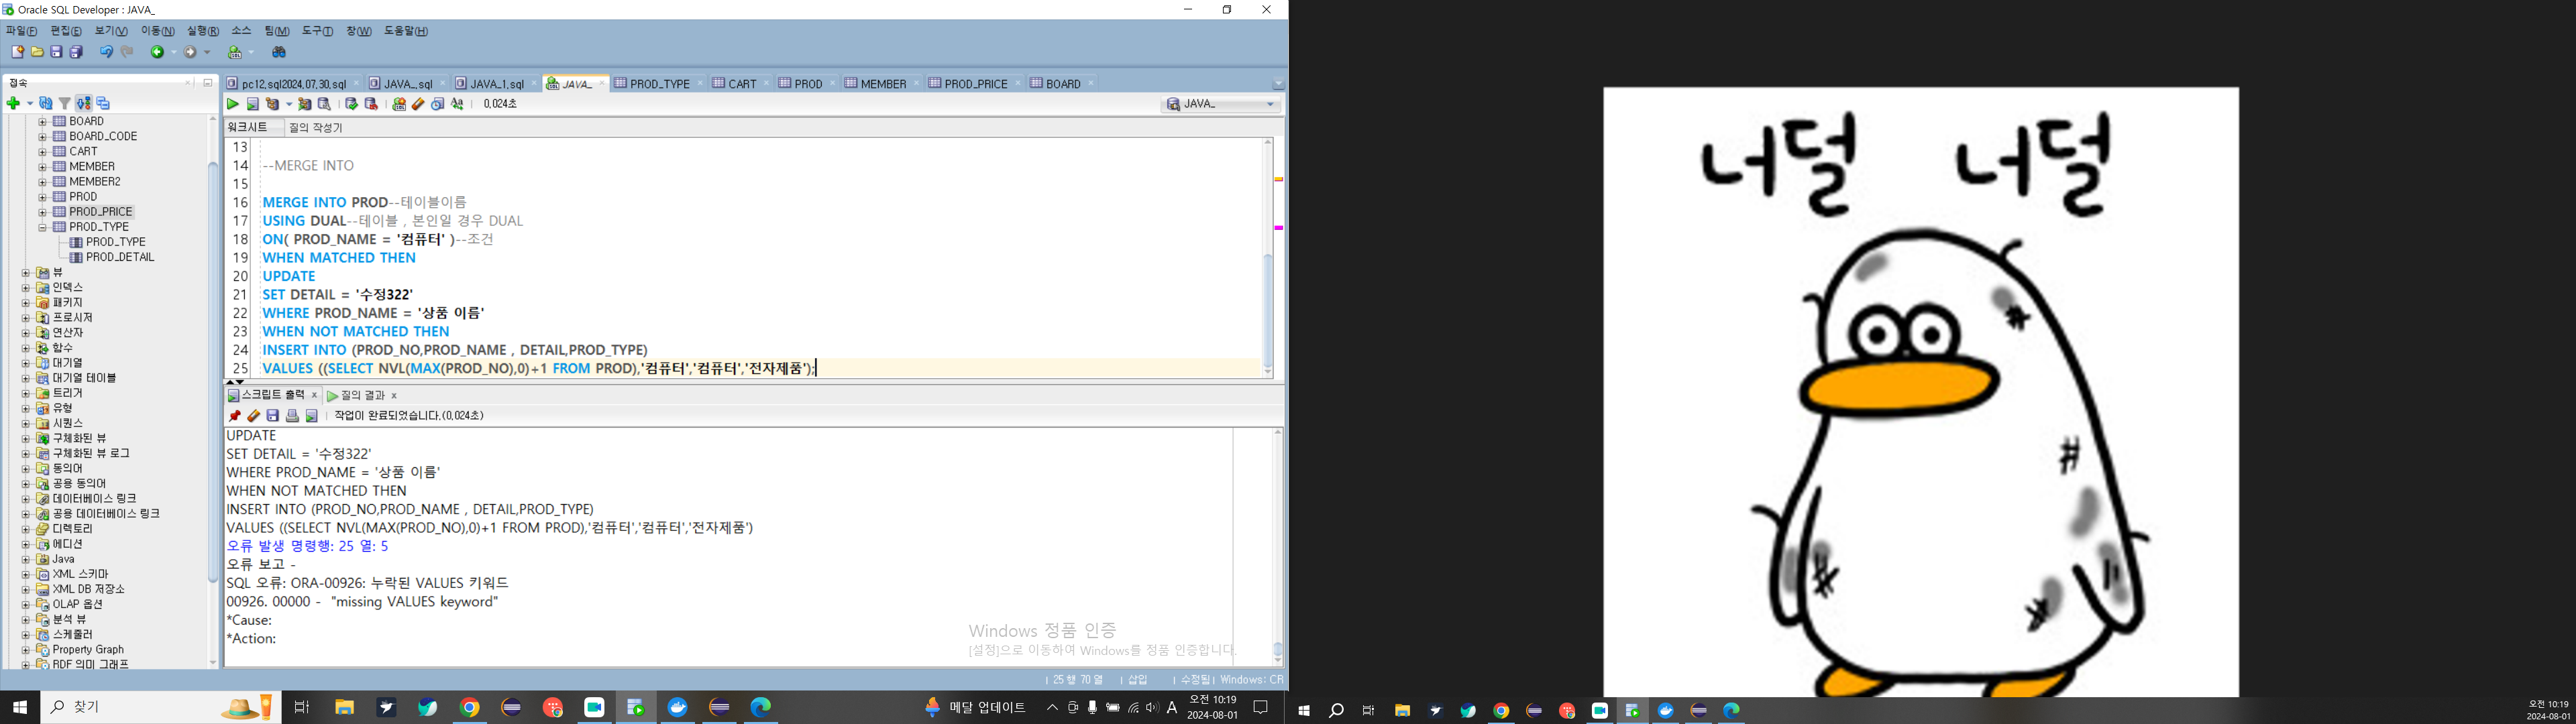 Oracle SQL Developer : JAVA_
파일(F) 편집(E) 보기(V) 이동(N) 실행(R) 소스 팀(M) 도구(T) 창(W) 도움말(H)
접속
BOARD
BOARD_CODE
CART
MEMBER
MEMBER2
PROD
PROD_PRICE
PROD_TYPE
PROD_TYPE
PROD_DETAIL
뷰
인덱스
패키지
프로시저
연산자
함수
대기열
대기열 테이블
트리거
유형
시퀀스
구체화된 뷰
구체화된 뷰 로그
동의어
공용 동의어
데이터베이스 링크
공용 데이터베이스 링크
디렉토리
에디션
Java
XML 스키마
XML DB 저장소
OLAP 옵션
분석 뷰
스케줄러
Property Graph
RDF 의미 그래프
pc12.sql2024.07.30.sql JAVA_.sql JAVA_1.sql JAVA_ PROD_TYPE CART PROD MEMBER PROD_PRICE BOARD
0.024초 JAVA_
워크시트 질의 작성기
13
14 --MERGE INTO
15
16 MERGE INTO PROD--테이블이름
17 USING DUAL--테이블 , 본인일 경우 DUAL
18 ON( PROD_NAME = '컴퓨터' )--조건
19 WHEN MATCHED THEN
20 UPDATE
21 SET DETAIL = '수정322'
22 WHERE PROD_NAME = '상품 이름'
23 WHEN NOT MATCHED THEN
24 INSERT INTO (PROD_NO,PROD_NAME , DETAIL,PROD_TYPE)
25 VALUES ((SELECT NVL(MAX(PROD_NO),0)+1 FROM PROD),'컴퓨터','컴퓨터','전자제품');
스크립트 출력 x 질의 결과 x
작업이 완료되었습니다.(0.024초)
UPDATE
SET DETAIL = '수정322'
WHERE PROD_NAME = '상품 이름'
WHEN NOT MATCHED THEN
INSERT INTO (PROD_NO,PROD_NAME , DETAIL,PROD_TYPE)
VALUES ((SELECT NVL(MAX(PROD_NO),0)+1 FROM PROD),'컴퓨터','컴퓨터','전자제품')
오류 발생 명령행: 25 열: 5
오류 보고 -
SQL 오류: ORA-00926: 누락된 VALUES 키워드
00926. 00000 - "missing VALUES keyword"
*Cause:
*Action:
Windows 정품 인증
[설정]으로 이동하여 Windows를 정품 인증합니다.
25 행 70 열 삽입 수정됨 Windows: CR
찾기
메달 업데이트 A 오전 10:19
2024-08-01
너덜 너덜
오전 10:19
2024-08-01